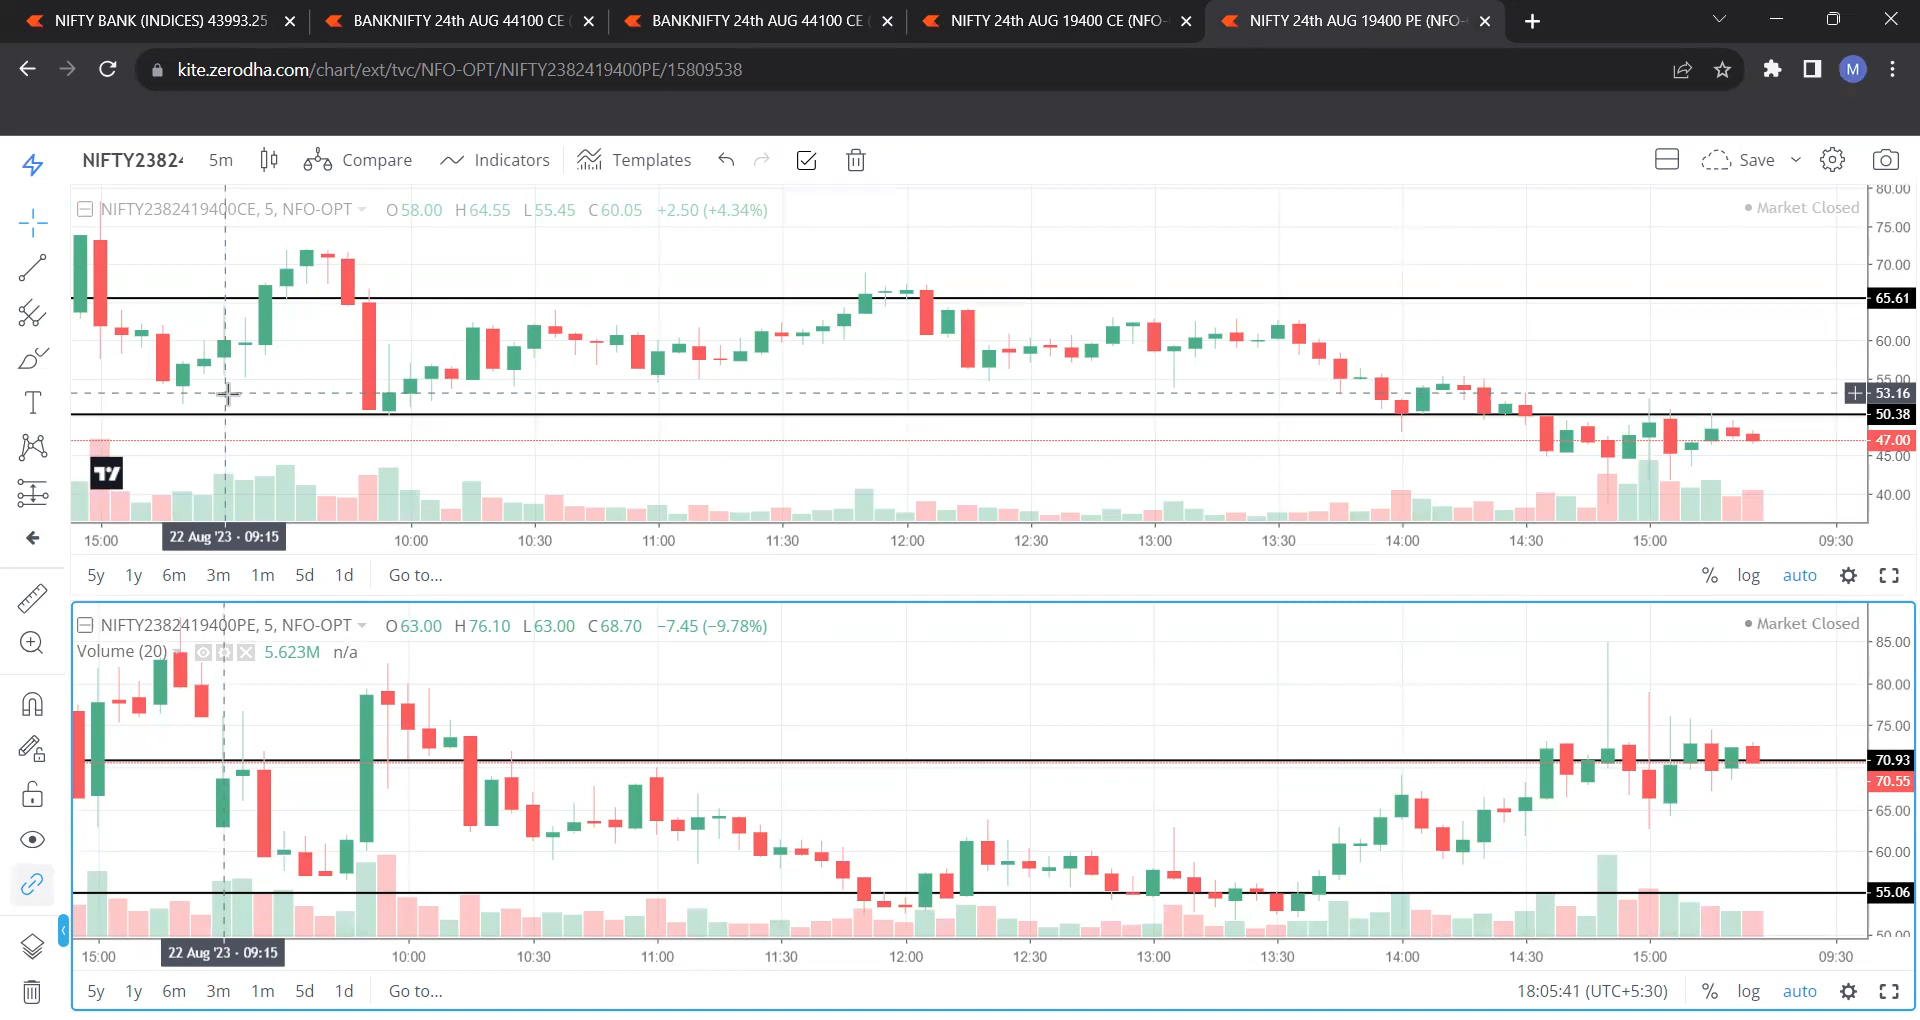 NIFTY BANK (INDICES) 43993.25
BANKNIFTY 24th AUG 44100 CE (
BANKNIFTY 24th AUG 44100 CE (
NIFTY 24th AUG 19400 CE (NFO-
NIFTY 24th AUG 19400 PE (NFO-
kite.zerodha.com/chart/ext/tvc/NFO-OPT/NIFTY2382419400PE/15809538
M
NIFTY2382 5m Compare Indicators Templates Save
NIFTY2382419400CE, 5, NFO-OPT O58.00 H64.55 L55.45 C60.05 +2.50 (+4.34%)
Market Closed
80.00
75.00
70.00
65.61
60.00
55.00
53.16
50.38
47.00
45.00
40.00
15:00 22 Aug '23 · 09:15 10:00 10:30 11:00 11:30 12:00 12:30 13:00 13:30 14:00 14:30 15:00 09:30
5y 1y 6m 3m 1m 5d 1d Go to... % log auto
NIFTY2382419400PE, 5, NFO-OPT O63.00 H76.10 L63.00 C68.70 −7.45 (−9.78%)
Market Closed
Volume (20) 5.623M n/a
85.00
80.00
75.00
70.93
70.55
65.00
60.00
55.06
50.00
15:00 22 Aug '23 · 09:15 10:00 10:30 11:00 11:30 12:00 12:30 13:00 13:30 14:00 14:30 15:00 09:30
5y 1y 6m 3m 1m 5d 1d Go to... 18:05:41 (UTC+5:30) % log auto